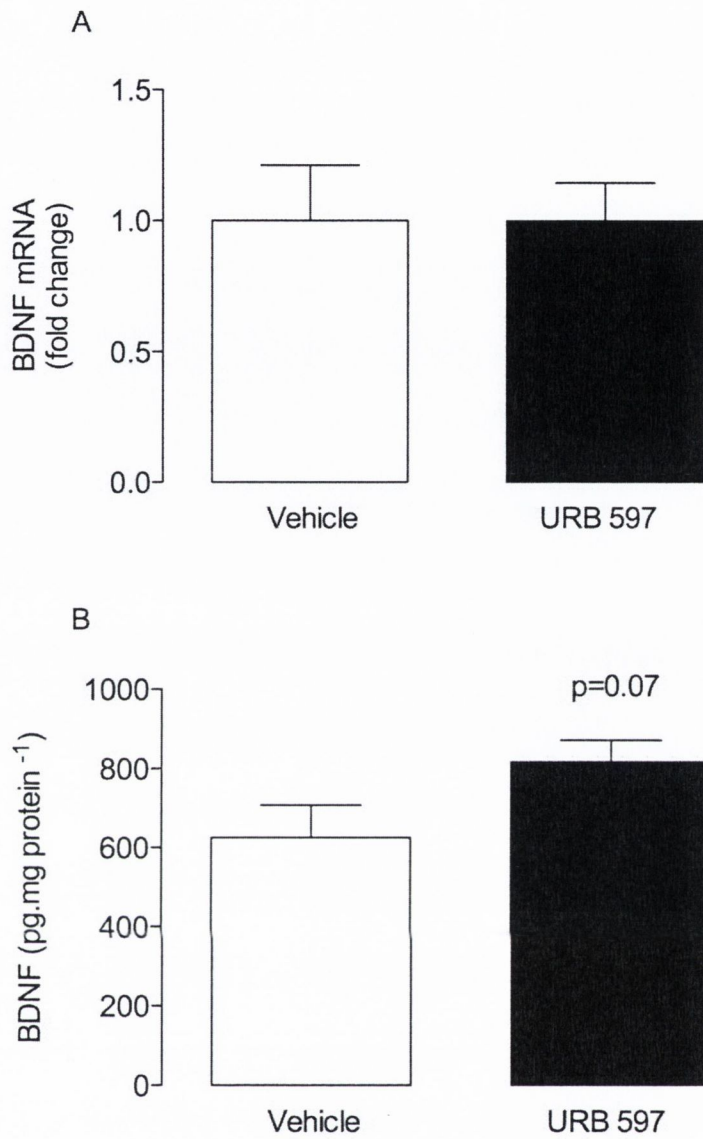 A
1.5
1.0
0.5
0.0
BDNF mRNA
(fold change)
Vehicle
URB 597
B
p=0.07
1000
800
600
400
200
0
BDNF (pg.mg protein -1)
Vehicle
URB 597